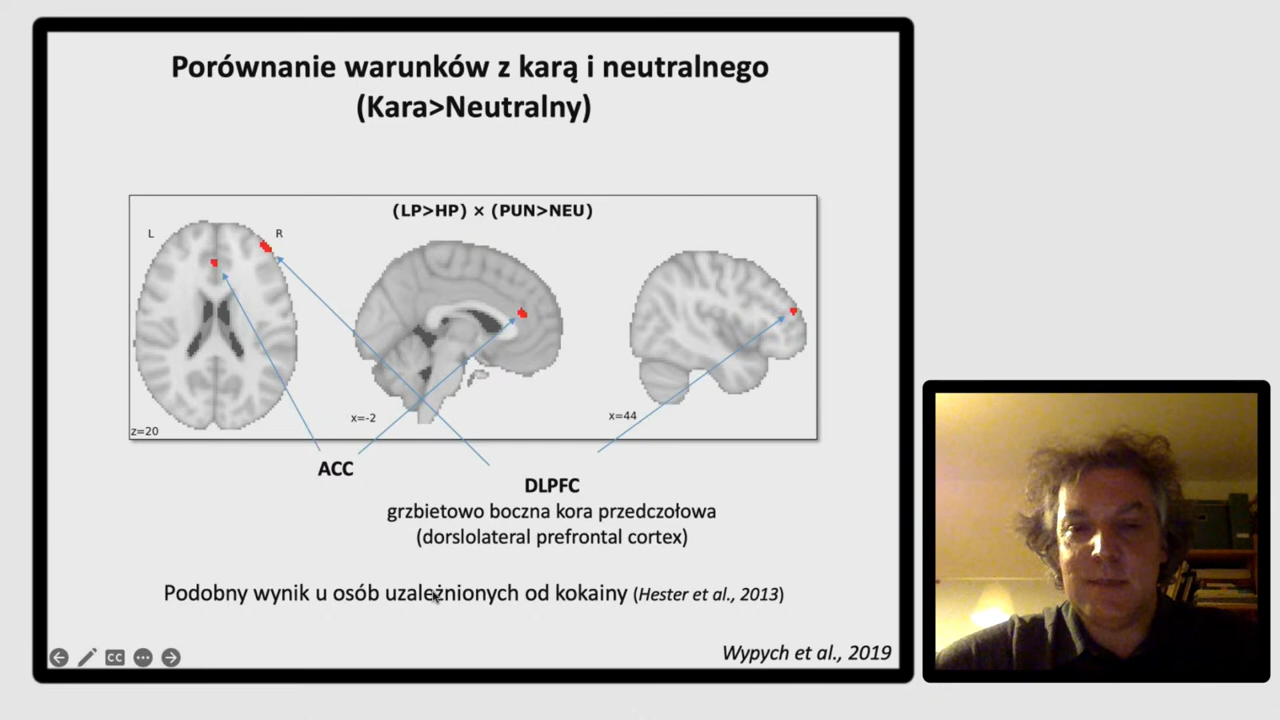 Porównanie warunków z karą i neutralnego
(Kara>Neutralny)
(LP>HP) × (PUN>NEU)
L
R
z=20
x=-2
x=44
ACC
DLPFC
grzbietowo boczna kora przedczołowa
(dorslolateral prefrontal cortex)
Podobny wynik u osób uzależnionych od kokainy (Hester et al., 2013)
CC
Wypych et al., 2019